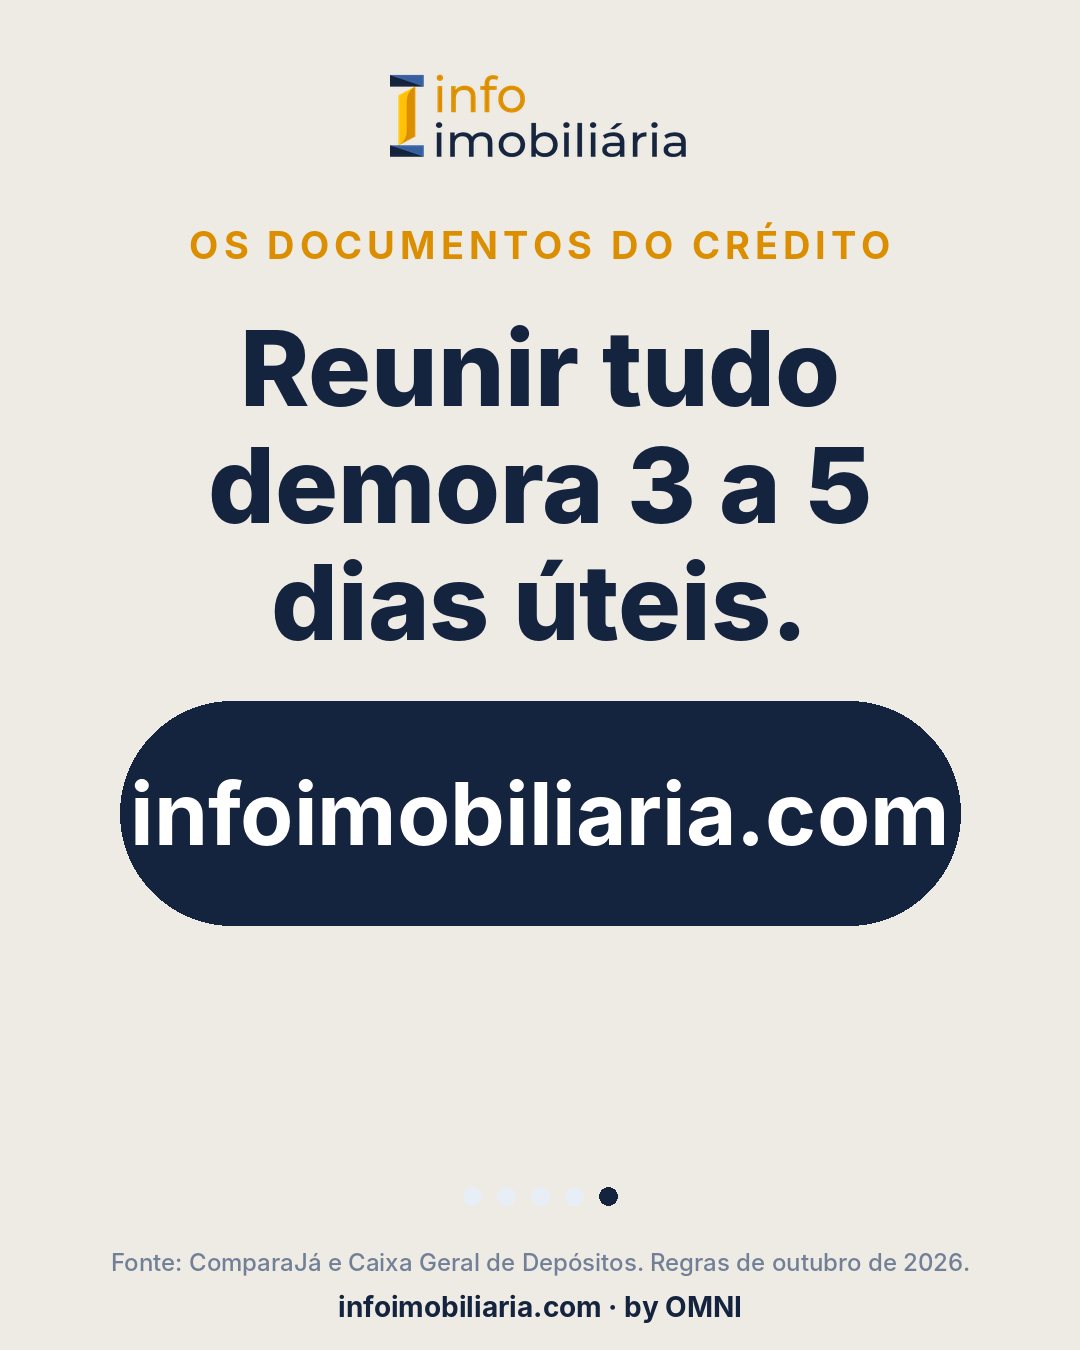 info
imobiliária
OS DOCUMENTOS DO CRÉDITO
Reunir tudo
demora 3 a 5
dias úteis.
infoimobiliaria.com
Fonte: ComparaJá e Caixa Geral de Depósitos. Regras de outubro de 2026.
infoimobiliaria.com · by OMNI